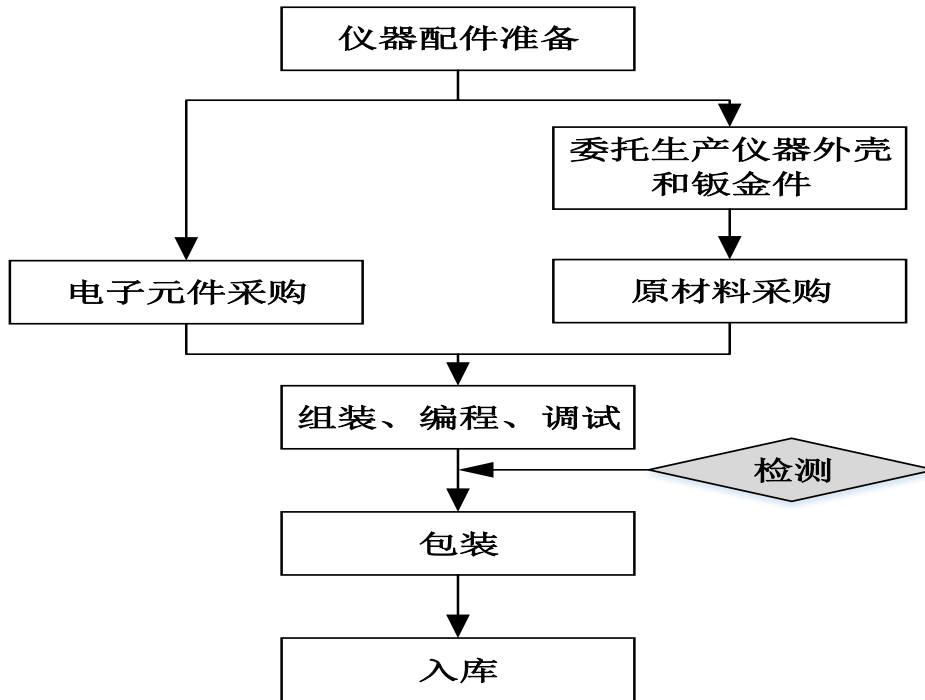 仪器配件准备
委托生产仪器外壳
和钣金件
电子元件采购
原材料采购
组装、编程、调试
检测
包装
入库